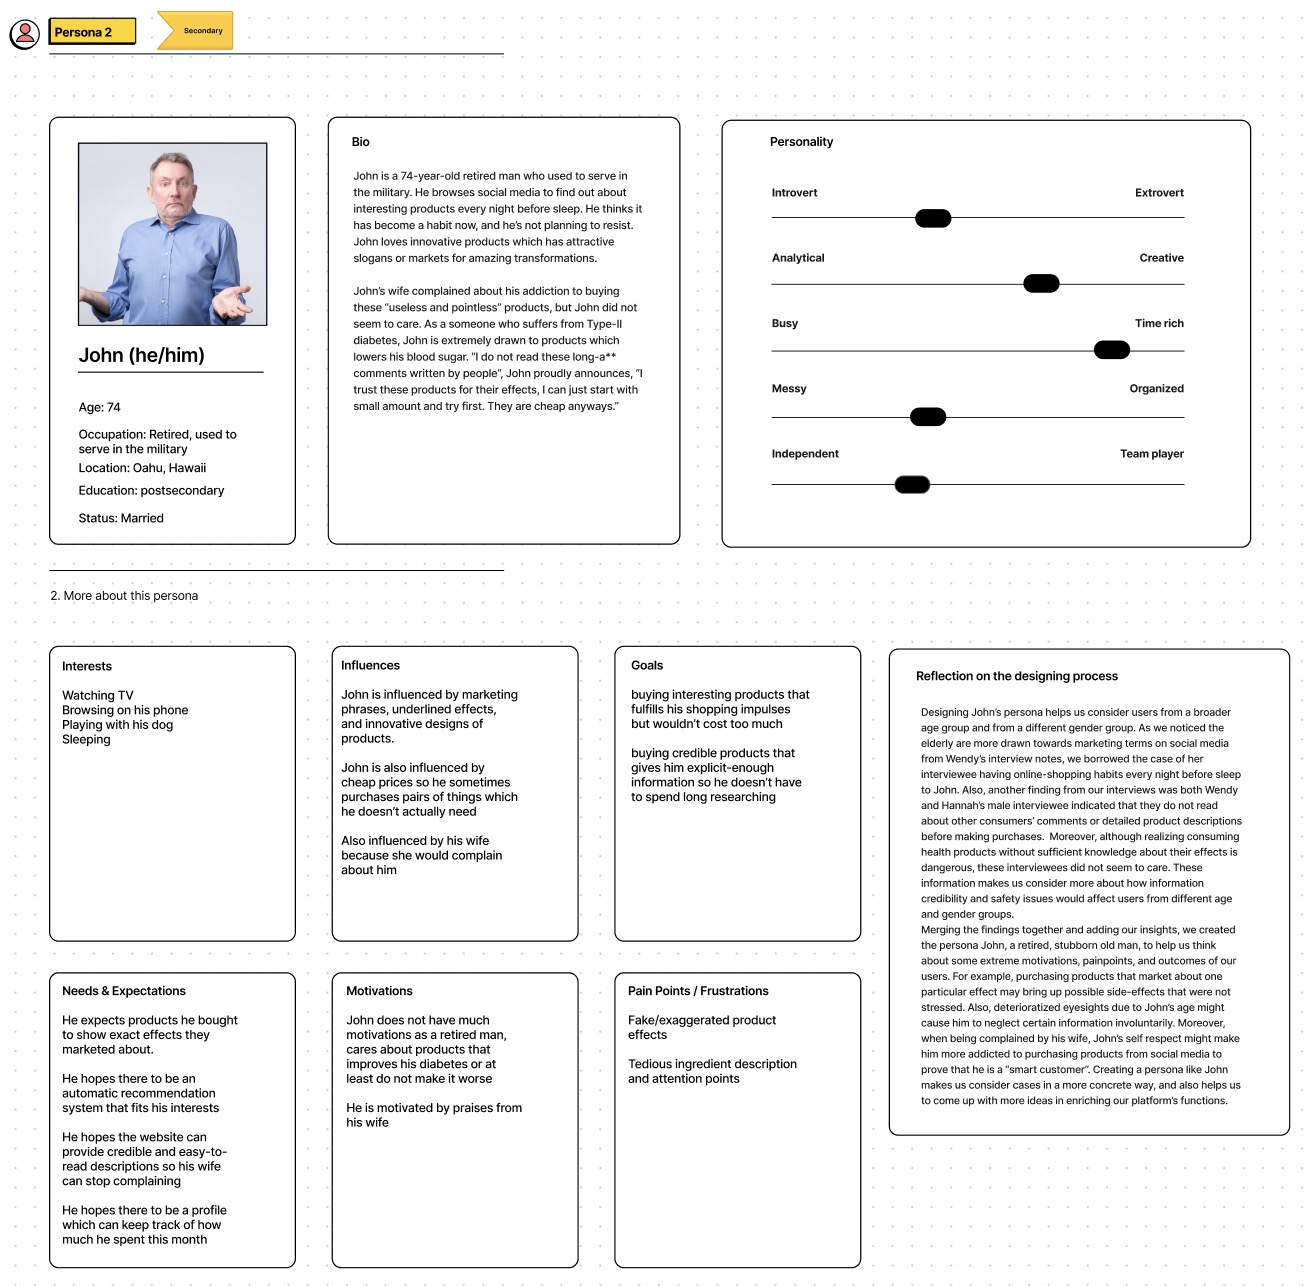 Persona 2
Secondary
John (he/him)
Age: 74
Occupation: Retired, used to
serve in the military
Location: Oahu, Hawaii
Education: postsecondary
Status: Married
Bio
John is a 74-year-old retired man who used to serve in
the military. He browses social media to find out about
interesting products every night before sleep. He thinks it
has become a habit now, and he's not planning to resist.
John loves innovative products which has attractive
slogans or markets for amazing transformations.
John's wife complained about his addiction to buying
these "useless and pointless" products, but John did not
seem to care. As a someone who suffers from Type-II
diabetes, John is extremely drawn to products which
lowers his blood sugar. "I do not read these long-a**
comments written by people", John proudly announces, "I
trust these products for their effects, I can just start with
small amount and try first. They are cheap anyways."
Personality
Introvert Extrovert
Analytical Creative
Busy Time rich
Messy Organized
Independent Team player
2. More about this persona
Interests
Watching TV
Browsing on his phone
Playing with his dog
Sleeping
Influences
John is influenced by marketing
phrases, underlined effects,
and innovative designs of
products.
John is also influenced by
cheap prices so he sometimes
purchases pairs of things which
he doesn't actually need
Also influenced by his wife
because she would complain
about him
Goals
buying interesting products that
fulfills his shopping impulses
but wouldn't cost too much
buying credible products that
gives him explicit-enough
information so he doesn't have
to spend long researching
Reflection on the designing process
Designing John's persona helps us consider users from a broader
age group and from a different gender group. As we noticed the
elderly are more drawn towards marketing terms on social media
from Wendy's interview notes, we borrowed the case of her
interviewee having online-shopping habits every night before sleep
to John. Also, another finding from our interviews was both Wendy
and Hannah's male interviewee indicated that they do not read
about other consumers' comments or detailed product descriptions
before making purchases. Moreover, although realizing consuming
health products without sufficient knowledge about their effects is
dangerous, these interviewees did not seem to care. These
information makes us consider more about how information
credibility and safety issues would affect users from different age
and gender groups.
Merging the findings together and adding our insights, we created
the persona John, a retired, stubborn old man, to help us think
about some extreme motivations, painpoints, and outcomes of our
users. For example, purchasing products that market about one
particular effect may bring up possible side-effects that were not
stressed. Also, deterioratized eyesights due to John's age might
cause him to neglect certain information involuntarily. Moreover,
when being complained by his wife, John's self respect might make
him more addicted to purchasing products from social media to
prove that he is a "smart customer". Creating a persona like John
makes us consider cases in a more concrete way, and also helps us
to come up with more ideas in enriching our platform's functions.
Needs & Expectations
He expects products he bought
to show exact effects they
marketed about.
He hopes there to be an
automatic recommendation
system that fits his interests
He hopes the website can
provide credible and easy-to-
read descriptions so his wife
can stop complaining
He hopes there to be a profile
which can keep track of how
much he spent this month
Motivations
John does not have much
motivations as a retired man,
cares about products that
improves his diabetes or at
least do not make it worse
He is motivated by praises from
his wife
Pain Points / Frustrations
Fake/exaggerated product
effects
Tedious ingredient description
and attention points